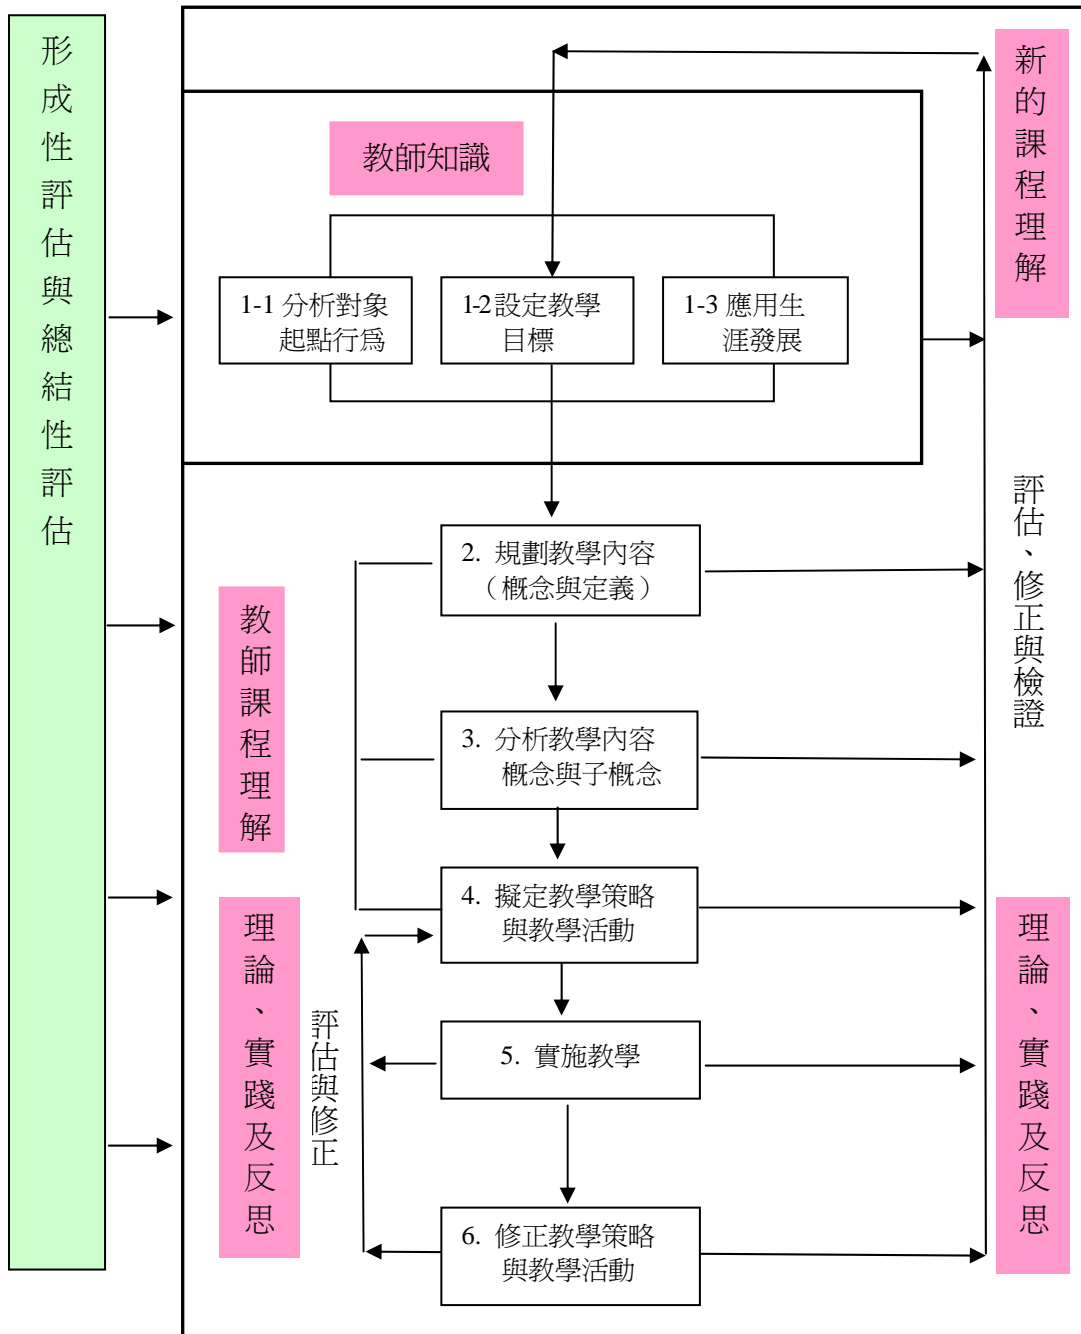 形成性評估與總結性評估
新的課程理解
教師知識
1-1 分析對象
起點行為
1-2 設定教學
目標
1-3 應用生
涯發展
評估、修正與檢證
2. 規劃教學內容
（概念與定義）
教師課程理解
3. 分析教學內容
概念與子概念
4. 擬定教學策略
與教學活動
理論、實踐及反思
評估與修正
理論、實踐及反思
5. 實施教學
6. 修正教學策略
與教學活動